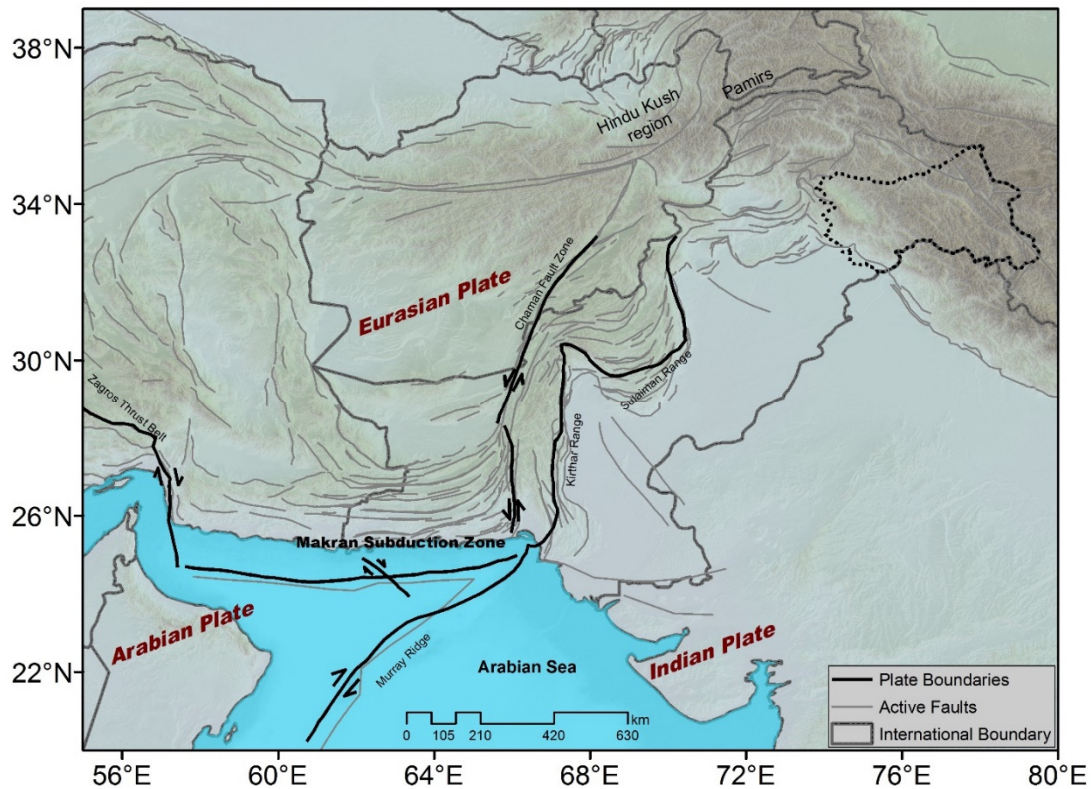 38°N
34°N
30°N
26°N
22°N
Pamirs
Hindu Kush
region
Chaman Fault Zone
Eurasian Plate
Sulaiman Range
Zagros Thrust Belt
Kirthar Range
Makran Subduction Zone
Arabian Plate
Indian Plate
Murray Ridge
Arabian Sea
km
0 105 210 420 630
Plate Boundaries
Active Faults
International Boundary
56°E 60°E 64°E 68°E 72°E 76°E 80°E